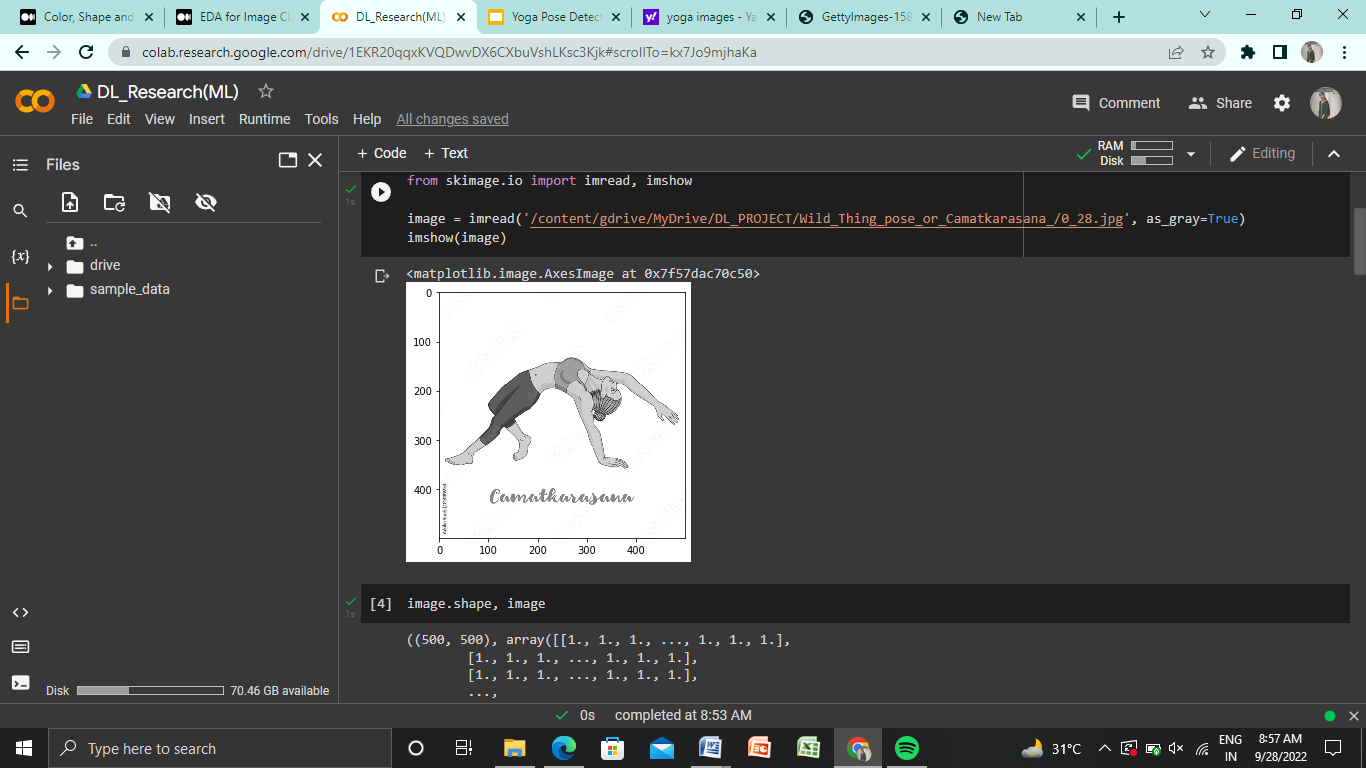 Color, Shape and
EDA for Image Cl
DL_Research(ML)
Yoga Pose Detec
yoga images - Ya
GettyImages-158
New Tab
colab.research.google.com/drive/1EKR20qqxKVQDwvDX6CXbuVshLKsc3Kjk#scrollTo=kx7Jo9mjhaKa
DL_Research(ML)
File Edit View Insert Runtime Tools Help All changes saved
Comment Share
Files
+ Code + Text
RAM
Disk
Editing
..
drive
sample_data
1s
from skimage.io import imread, imshow
image = imread('/content/gdrive/MyDrive/DL_PROJECT/Wild_Thing_pose_or_Camatkarasana_/0_28.jpg', as_gray=True)
imshow(image)
<matplotlib.image.AxesImage at 0x7f57dac70c50>
0
100
200
300
400
Camatkarasana
0 100 200 300 400
1s
[4] image.shape, image
((500, 500), array([[1., 1., 1., ..., 1., 1., 1.],
[1., 1., 1., ..., 1., 1., 1.],
[1., 1., 1., ..., 1., 1., 1.],
...,
Disk 70.46 GB available
0s completed at 8:53 AM
Type here to search
31°C
ENG
IN
8:57 AM
9/28/2022